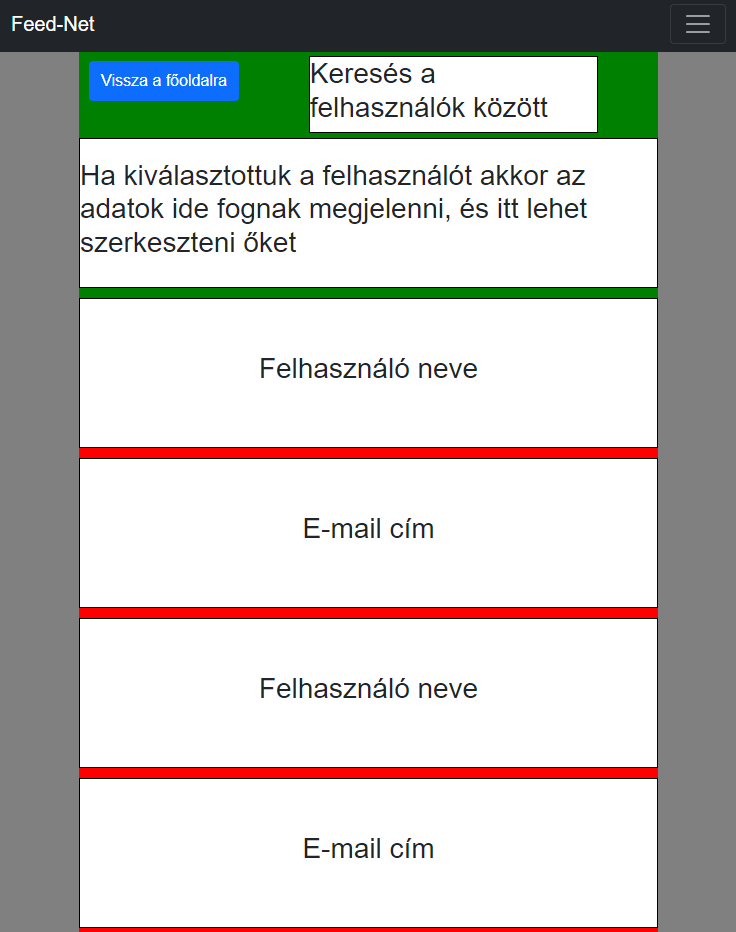 Feed-Net
Vissza a főoldalra
Keresés a
felhasználók között
Ha kiválasztottuk a felhasználót akkor az
adatok ide fognak megjelenni, és itt lehet
szerkeszteni őket
Felhasználó neve
E-mail cím
Felhasználó neve
E-mail cím